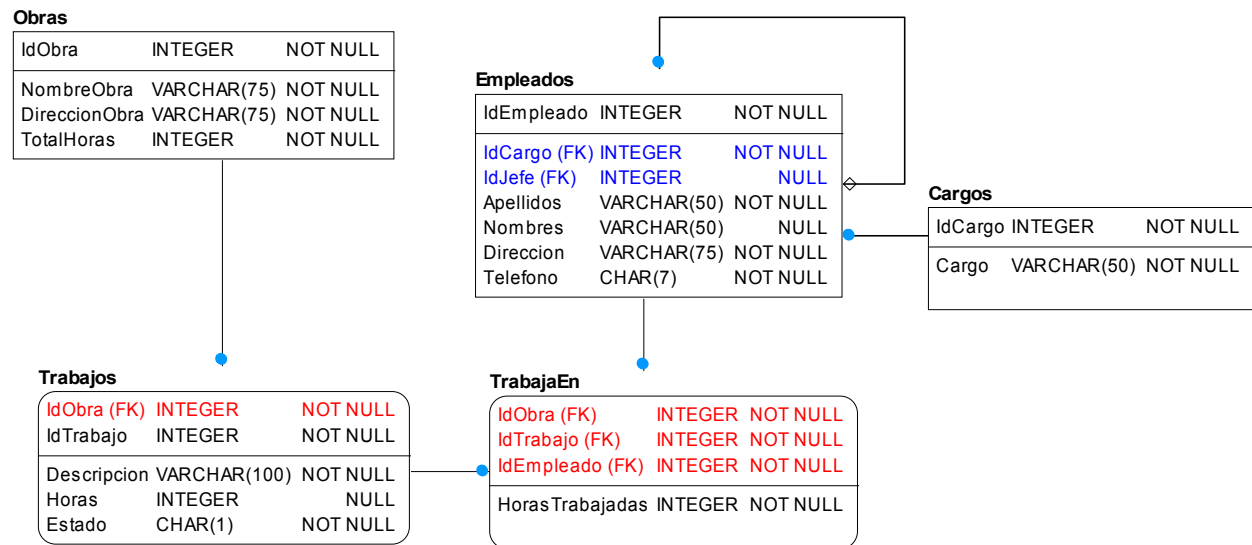 Obras
IdObra INTEGER NOT NULL
NombreObra VARCHAR(75) NOT NULL
DireccionObra VARCHAR(75) NOT NULL
TotalHoras INTEGER NOT NULL
Empleados
IdEmpleado INTEGER NOT NULL
IdCargo (FK) INTEGER NOT NULL
IdJefe (FK) INTEGER NULL
Apellidos VARCHAR(50) NOT NULL
Nombres VARCHAR(50) NULL
Direccion VARCHAR(75) NOT NULL
Telefono CHAR(7) NOT NULL
Cargos
IdCargo INTEGER NOT NULL
Cargo VARCHAR(50) NOT NULL
Trabajos
IdObra (FK) INTEGER NOT NULL
IdTrabajo INTEGER NOT NULL
Descripcion VARCHAR(100) NOT NULL
Horas INTEGER NULL
Estado CHAR(1) NOT NULL
TrabajaEn
IdObra (FK) INTEGER NOT NULL
IdTrabajo (FK) INTEGER NOT NULL
IdEmpleado (FK) INTEGER NOT NULL
HorasTrabajadas INTEGER NOT NULL